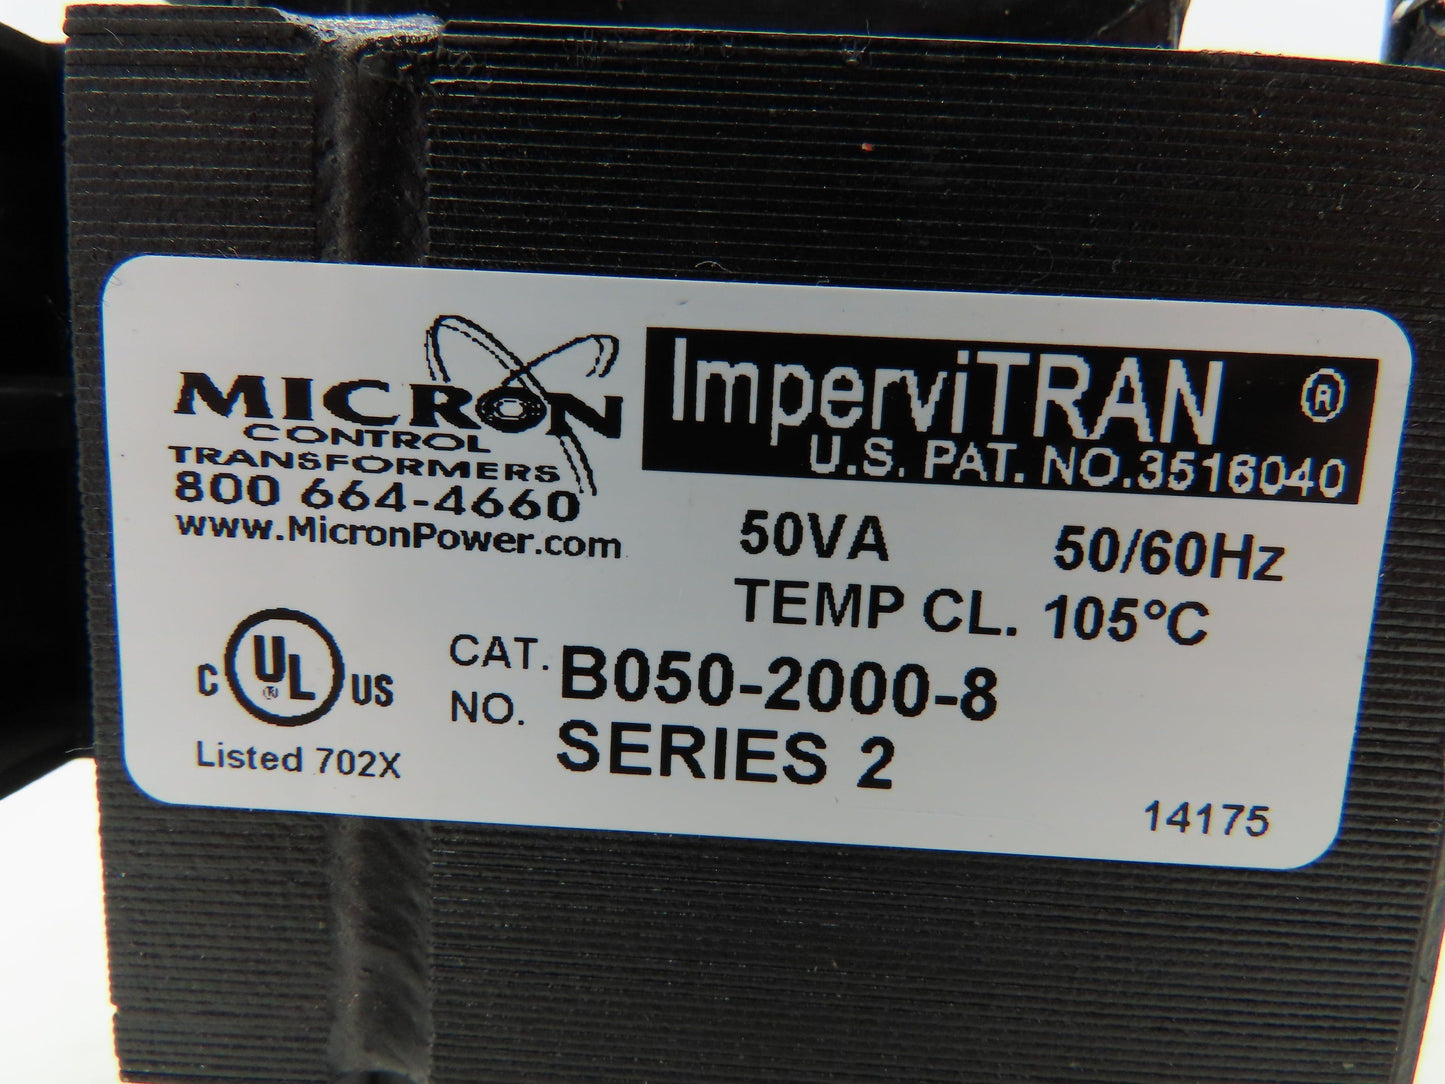 MICRON
CONTROL
TRANSFORMERS
800 664-4660
www.MicronPower.com
ImperviTRAN ®
U.S. PAT. NO.3516040
50VA 50/60Hz
TEMP CL. 105°C
C UL US
Listed 702X
CAT. NO. B050-2000-8
SERIES 2
14175